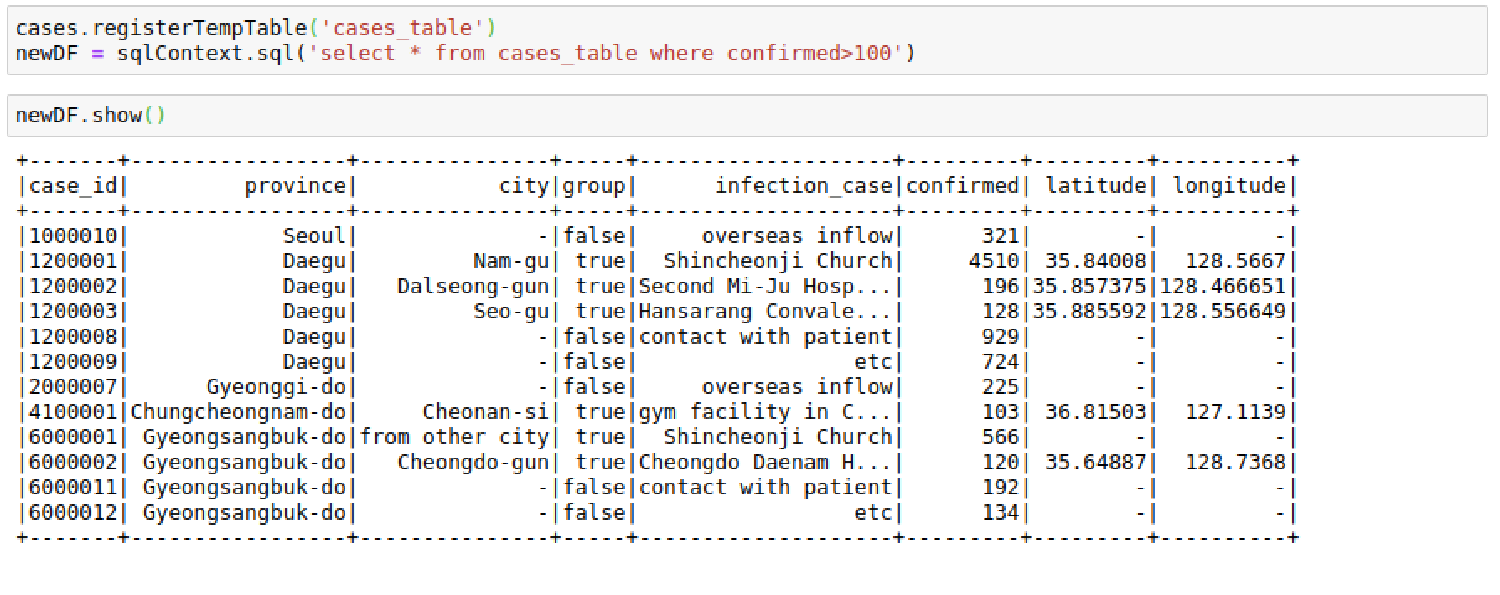 cases.registerTempTable('cases_table')
newDF = sqlContext.sql('select * from cases_table where confirmed>100')
newDF.show()
+-------+-----------------+---------------+-----+--------------------+---------+---------+----------+
|case_id|         province|           city|group|      infection_case|confirmed| latitude| longitude|
+-------+-----------------+---------------+-----+--------------------+---------+---------+----------+
|1000010|            Seoul|              -|false|     overseas inflow|      321|        -|         -|
|1200001|            Daegu|         Nam-gu| true|  Shincheonji Church|     4510| 35.84008|  128.5667|
|1200002|            Daegu|   Dalseong-gun| true|Second Mi-Ju Hosp...|      196|35.857375|128.466651|
|1200003|            Daegu|         Seo-gu| true|Hansarang Convale...|      128|35.885592|128.556649|
|1200008|            Daegu|              -|false|contact with patient|      929|        -|         -|
|1200009|            Daegu|              -|false|                 etc|      724|        -|         -|
|2000007|      Gyeonggi-do|              -|false|     overseas inflow|      225|        -|         -|
|4100001|Chungcheongnam-do|     Cheonan-si| true|gym facility in C...|      103| 36.81503|  127.1139|
|6000001| Gyeongsangbuk-do|from other city| true|  Shincheonji Church|      566|        -|         -|
|6000002| Gyeongsangbuk-do|   Cheongdo-gun| true|Cheongdo Daenam H...|      120| 35.64887|  128.7368|
|6000011| Gyeongsangbuk-do|              -|false|contact with patient|      192|        -|         -|
|6000012| Gyeongsangbuk-do|              -|false|                 etc|      134|        -|         -|
+-------+-----------------+---------------+-----+--------------------+---------+---------+----------+